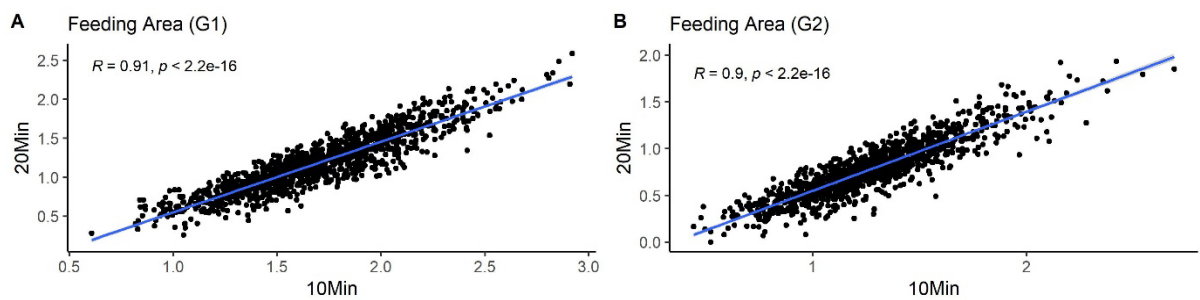 A
Feeding Area (G1)
R = 0.91, p < 2.2e-16
2.5
2.0
1.5
1.0
0.5
20Min
0.5 1.0 1.5 2.0 2.5 3.0
10Min
B
Feeding Area (G2)
R = 0.9, p < 2.2e-16
2.0
1.5
1.0
0.5
0.0
20Min
1 2
10Min